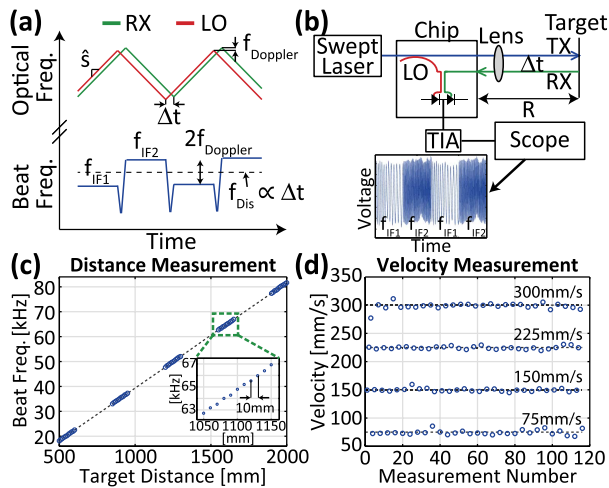 (a) RX LO
Optical Freq.
ŝ
f_Doppler
Δt
Beat Freq.
f_IF1
f_IF2
2f_Doppler
f_Dis ∝ Δt
Time
(b) Chip Lens Target
Swept Laser
TX
LO
Δt
RX
R
TIA
Scope
Voltage
f_IF1 f_IF2 f_IF1 f_IF2
Time
(c) Distance Measurement
Beat Freq. [kHz]
80
70
60
50
40
30
20
500 1000 1500 2000
Target Distance [mm]
[kHz]
67
65
63
10mm
1050 1100 1150
[mm]
(d) Velocity Measurement
Velocity [mm/s]
350
300
250
200
150
100
50
300mm/s
225mm/s
150mm/s
75mm/s
0 20 40 60 80 100 120
Measurement Number